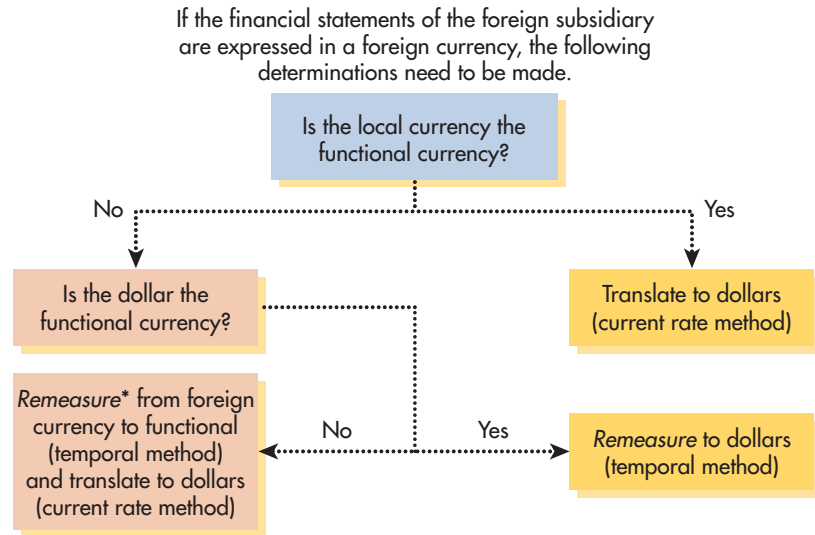 If the financial statements of the foreign subsidiary
are expressed in a foreign currency, the following
determinations need to be made.
Is the local currency the
functional currency?
No
Yes
Is the dollar the
functional currency?
Translate to dollars
(current rate method)
Remeasure* from foreign
currency to functional
(temporal method)
and translate to dollars
(current rate method)
No
Yes
Remeasure to dollars
(temporal method)